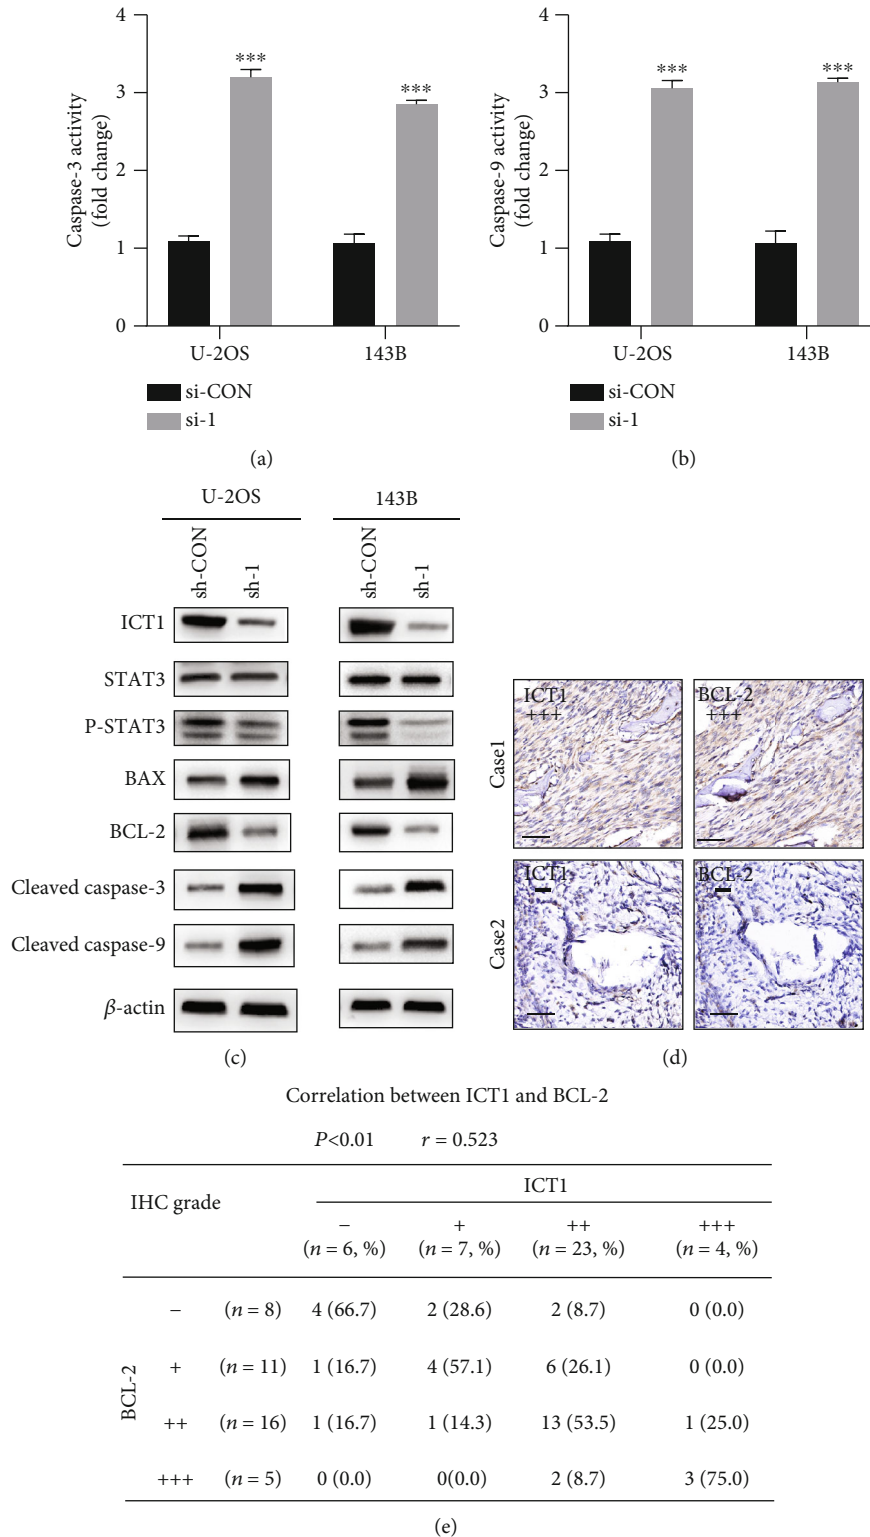 4
3
2
1
0
Caspase-3 activity
(fold change)
***
***
U-2OS 143B
si-CON
si-1
(a)
4
3
2
1
0
Caspase-9 activity
(fold change)
***
***
U-2OS 143B
si-CON
si-1
(b)
U-2OS 143B
sh-CON sh-1 sh-CON sh-1
ICT1
STAT3
P-STAT3
BAX
BCL-2
Cleaved caspase-3
Cleaved caspase-9
β-actin
(c)
Case1
ICT1
+++
BCL-2
+++
Case2
ICT1
−
BCL-2
−
(d)
Correlation between ICT1 and BCL-2
P<0.01 r = 0.523
IHC grade ICT1
− + ++ +++
(n = 6, %) (n = 7, %) (n = 23, %) (n = 4, %)
BCL-2
− (n = 8) 4 (66.7) 2 (28.6) 2 (8.7) 0 (0.0)
+ (n = 11) 1 (16.7) 4 (57.1) 6 (26.1) 0 (0.0)
++ (n = 16) 1 (16.7) 1 (14.3) 13 (53.5) 1 (25.0)
+++ (n = 5) 0 (0.0) 0(0.0) 2 (8.7) 3 (75.0)
(e)